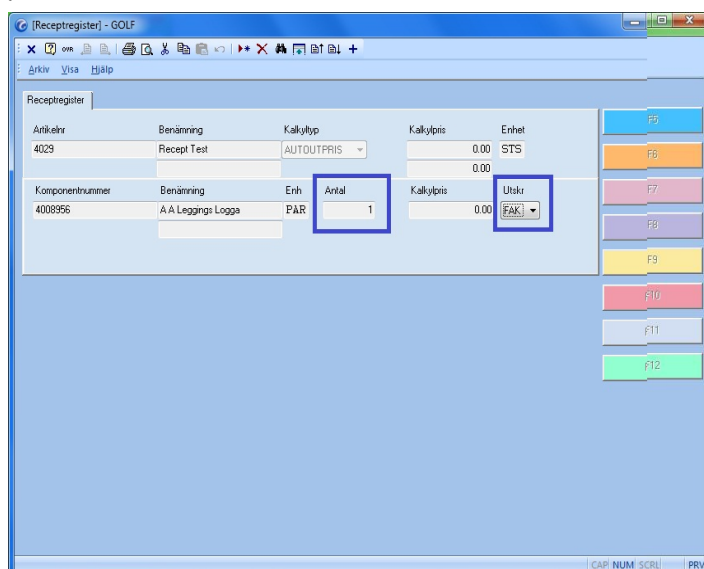 [Receptregister] - GOLF
OVR
Arkiv Visa Hjälp
Receptregister
Artikelnr Benämning Kalkyltyp Kalkylpris Enhet
4029 Recept Test AUTOUTPRIS 0.00 STS
0.00
Komponentnummer Benämning Enh Antal Kalkylpris Utskr
4008956 A A Leggings Logga PAR 1 0.00 FAK
F5
F6
F7
F8
F9
F10
F11
F12
CAP NUM SCRL PRV